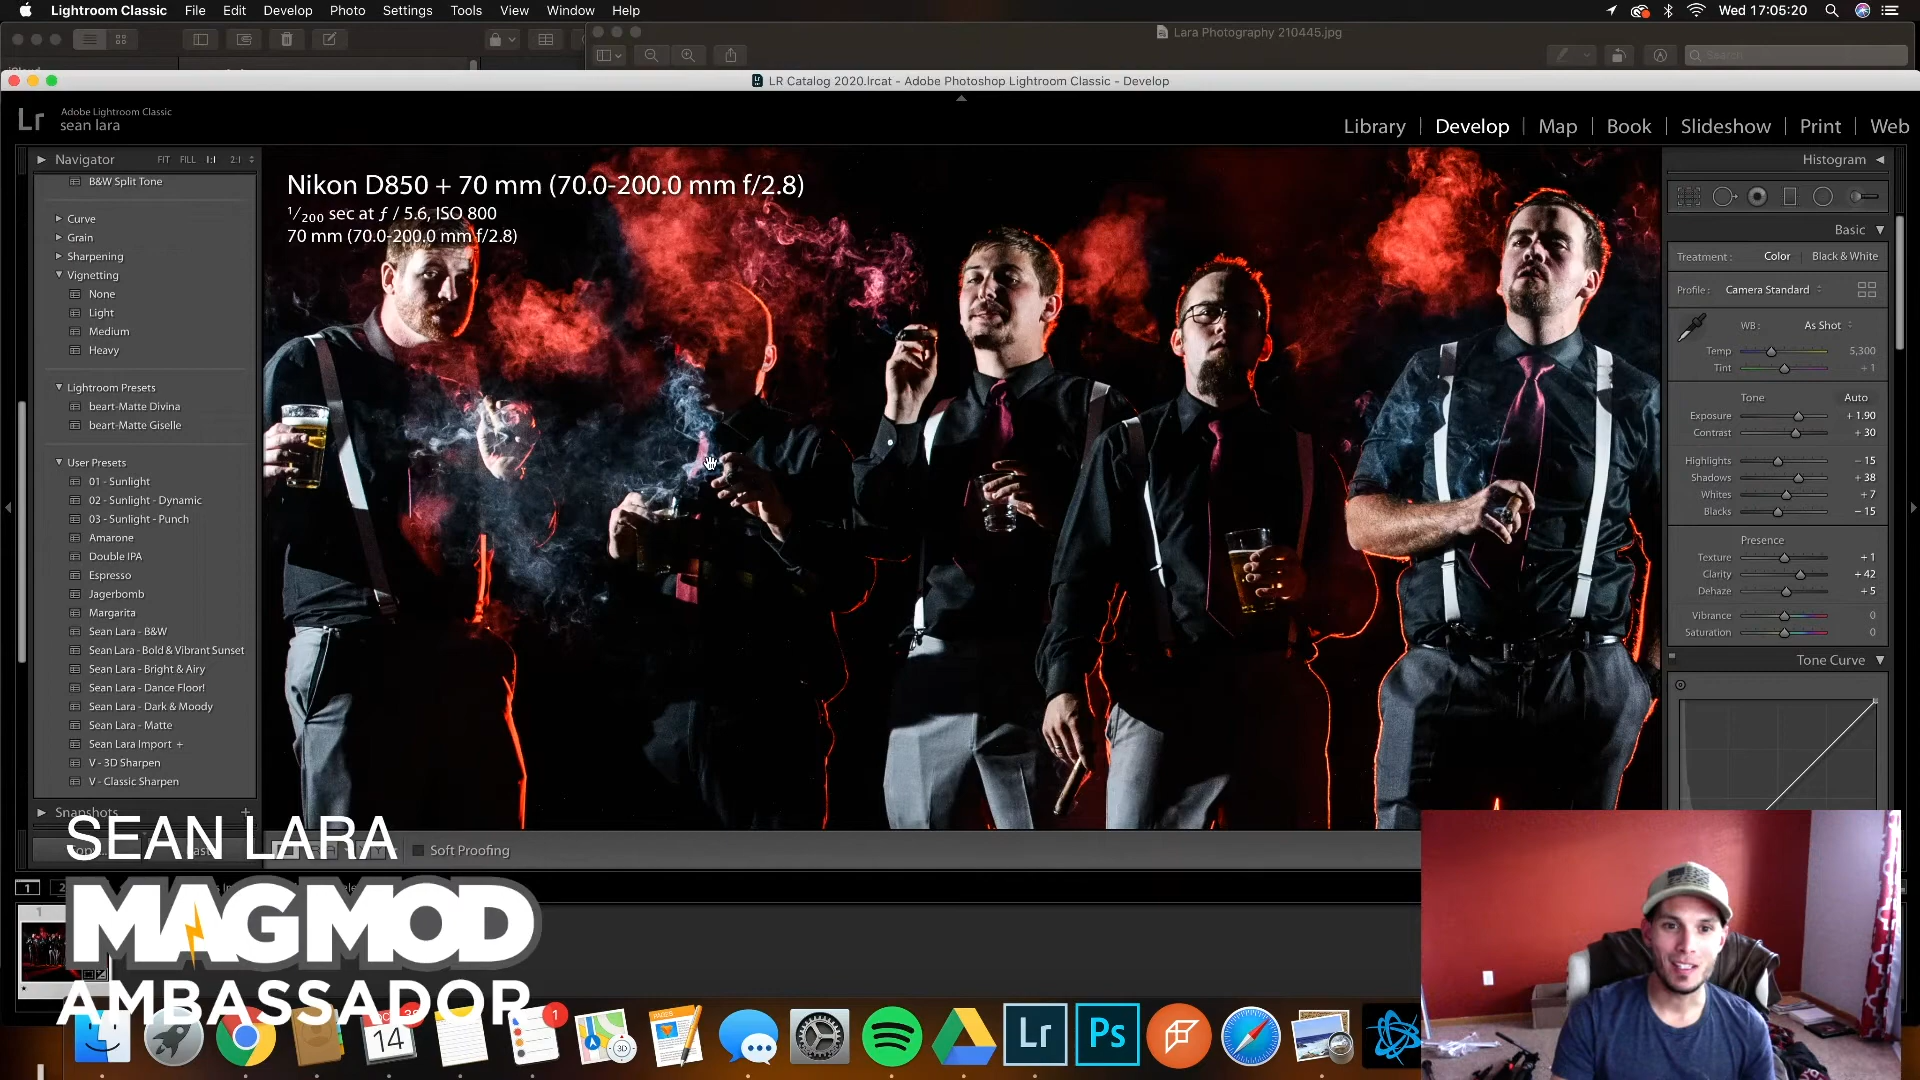 Lightroom Classic File Edit Develop Photo Settings Tools View Window Help Wed 17:05:20
Lara Photography 210445.jpg
Search
LR Catalog 2020.lrcat - Adobe Photoshop Lightroom Classic - Develop
Lr
Adobe Lightroom Classic
sean lara
Library Develop Map Book Slideshow Print Web
Navigator FIT FILL 1:1 2:1
B&W Split Tone
Curve
Grain
Sharpening
Vignetting
None
Light
Medium
Heavy
Lightroom Presets
beart-Matte Divina
beart-Matte Giselle
User Presets
01 - Sunlight
02 - Sunlight - Dynamic
03 - Sunlight - Punch
Amarone
Double IPA
Espresso
Jagerbomb
Margarita
Sean Lara - B&W
Sean Lara - Bold & Vibrant Sunset
Sean Lara - Bright & Airy
Sean Lara - Dance Floor!
Sean Lara - Dark & Moody
Sean Lara - Matte
Sean Lara Import +
V - 3D Sharpen
V - Classic Sharpen
Snapshots +
Nikon D850 + 70 mm (70.0-200.0 mm f/2.8)
1/200 sec at ƒ / 5.6, ISO 800
70 mm (70.0-200.0 mm f/2.8)
Histogram
Basic
Treatment : Color Black & White
Profile : Camera Standard
WB : As Shot
Temp 5,300
Tint + 1
Tone Auto
Exposure + 1.90
Contrast + 30
Highlights − 15
Shadows + 38
Whites + 7
Blacks − 15
Presence
Texture + 1
Clarity + 42
Dehaze + 5
Vibrance 0
Saturation 0
Tone Curve
Soft Proofing
1 2
1
SEAN LARA
MAGMOD
AMBASSADOR
14
1
PAGES
3D
Lr
Ps